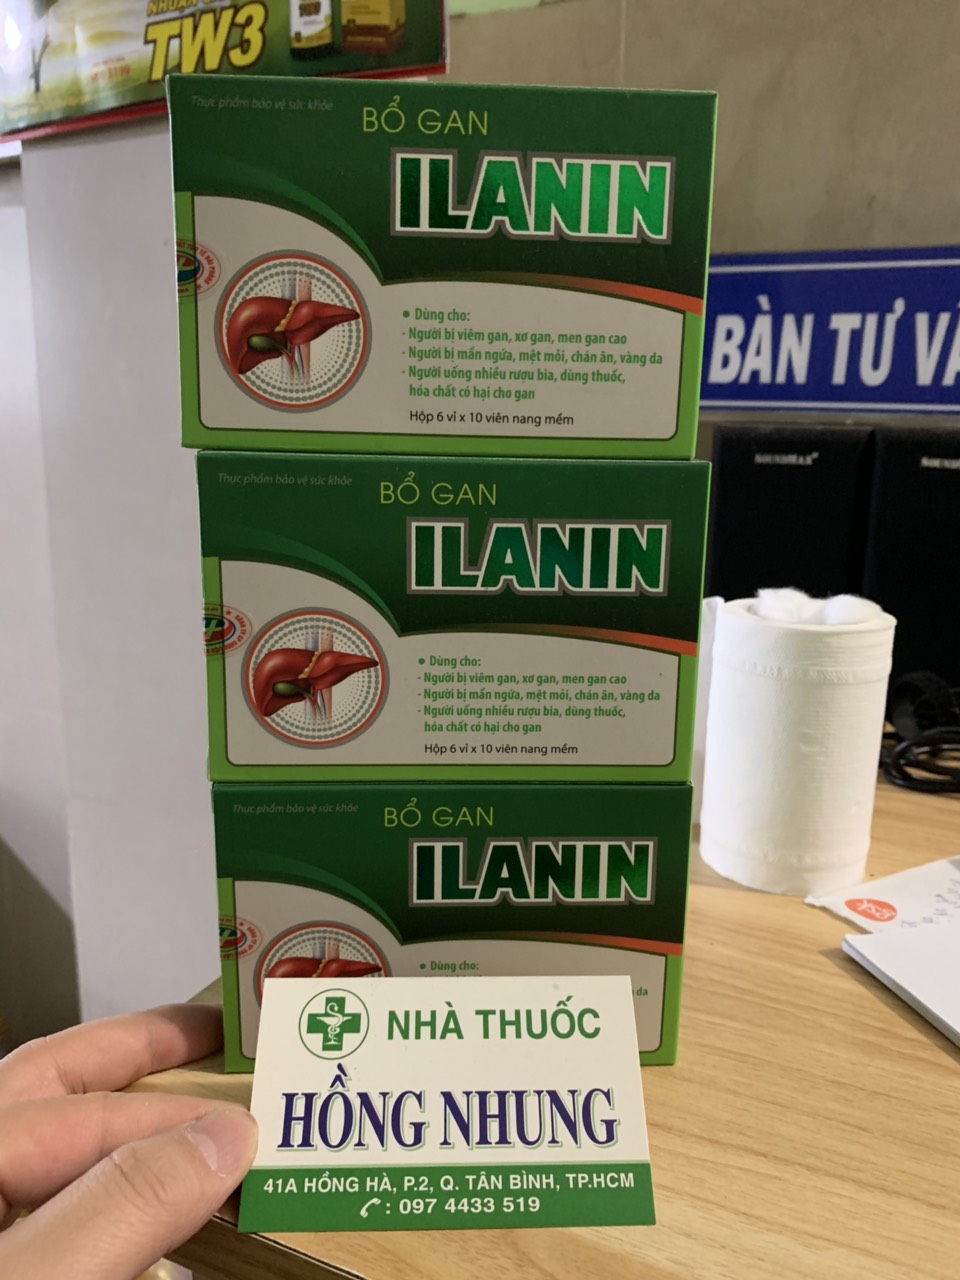 NHUẬN
TW3
Thực phẩm bảo vệ sức khỏe
BỔ GAN
ILANIN
• Dùng cho:
- Người bị viêm gan, xơ gan, men gan cao
- Người bị mẩn ngứa, mệt mỏi, chán ăn, vàng da
- Người uống nhiều rượu bia, dùng thuốc,
hóa chất có hại cho gan
Hộp 6 vỉ x 10 viên nang mềm
BÀN TƯ VẤ
SOUNDMAX
Thực phẩm bảo vệ sức khỏe
BỔ GAN
ILANIN
• Dùng cho:
- Người bị viêm gan, xơ gan, men gan cao
- Người bị mẩn ngứa, mệt mỏi, chán ăn, vàng da
- Người uống nhiều rượu bia, dùng thuốc,
hóa chất có hại cho gan
Hộp 6 vỉ x 10 viên nang mềm
Thực phẩm bảo vệ sức khỏe
BỔ GAN
ILANIN
• Dùng cho:
da
gsk
NHÀ THUỐC
HỒNG NHUNG
41A HỒNG HÀ, P.2, Q. TÂN BÌNH, TP.HCM
: 097 4433 519